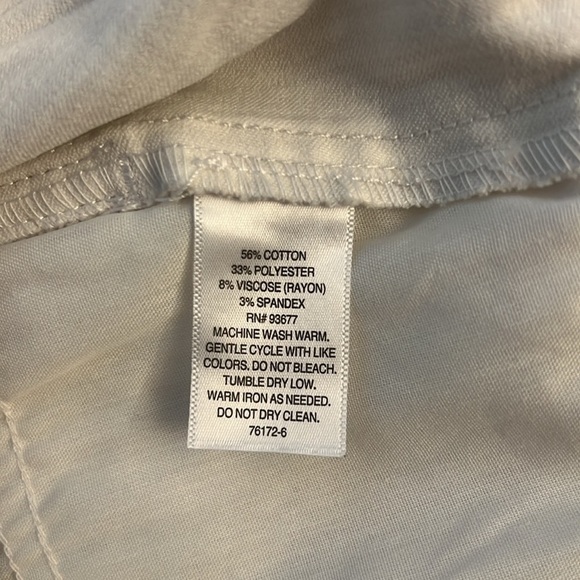 56% COTTON
33% POLYESTER
8% VISCOSE (RAYON)
3% SPANDEX
RN# 93677
MACHINE WASH WARM.
GENTLE CYCLE WITH LIKE
COLORS. DO NOT BLEACH.
TUMBLE DRY LOW.
WARM IRON AS NEEDED.
DO NOT DRY CLEAN.
76172-6